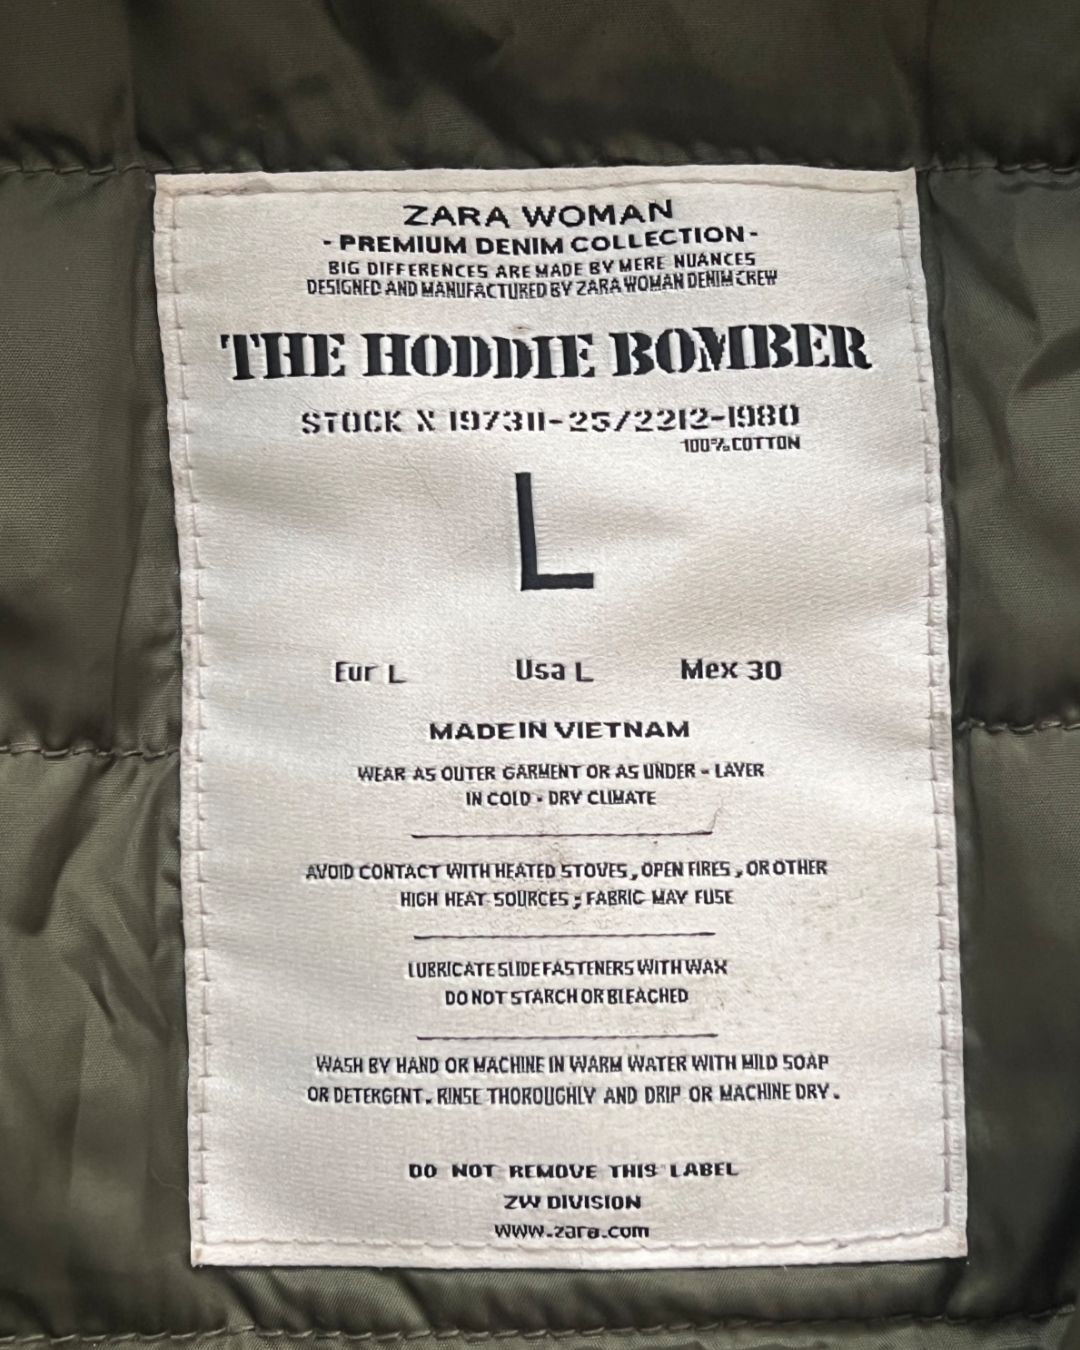 ZARA WOMAN
- PREMIUM DENIM COLLECTION -
BIG DIFFERENCES ARE MADE BY MERE NUANCES
DESIGNED AND MANUFACTURED BY ZARA WOMAN DENIM CREW
THE HODDIE BOMBER
STOCK X 197311-25/2212-1980
100% COTTON
L
Eur L Usa L Mex 30
MADE IN VIETNAM
WEAR AS OUTER GARMENT OR AS UNDER - LAYER
IN COLD - DRY CLIMATE
AVOID CONTACT WITH HEATED STOVES, OPEN FIRES, OR OTHER
HIGH HEAT SOURCES; FABRIC MAY FUSE
LUBRICATE SLIDE FASTENERS WITH WAX
DO NOT STARCH OR BLEACHED
WASH BY HAND OR MACHINE IN WARM WATER WITH MILD SOAP
OR DETERGENT. RINSE THOROUGHLY AND DRIP OR MACHINE DRY.
DO NOT REMOVE THIS LABEL
ZW DIVISION
www.zara.com